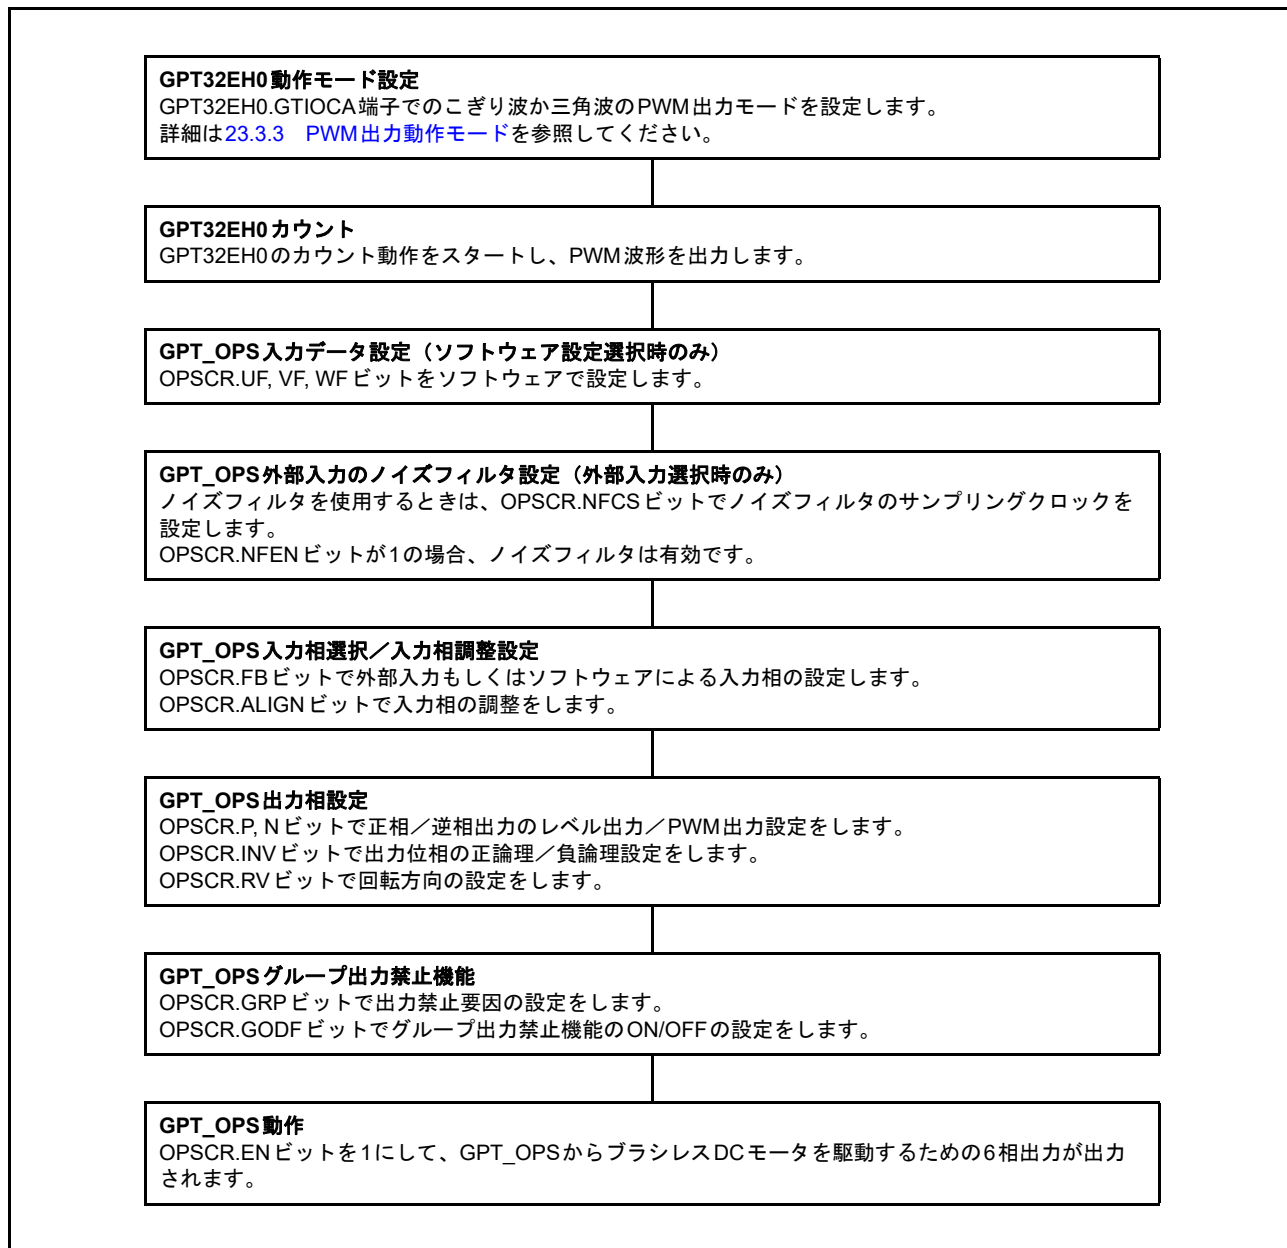 GPT32EH0動作モード設定
GPT32EH0.GTIOCA端子でのこぎり波か三角波のPWM出力モードを設定します。
詳細は23.3.3　PWM出力動作モードを参照してください。
GPT32EH0カウント
GPT32EH0のカウント動作をスタートし、PWM波形を出力します。
GPT_OPS入力データ設定（ソフトウェア設定選択時のみ）
OPSCR.UF, VF, WFビットをソフトウェアで設定します。
GPT_OPS外部入力のノイズフィルタ設定（外部入力選択時のみ）
ノイズフィルタを使用するときは、OPSCR.NFCSビットでノイズフィルタのサンプリングクロックを
設定します。
OPSCR.NFENビットが1の場合、ノイズフィルタは有効です。
GPT_OPS入力相選択／入力相調整設定
OPSCR.FBビットで外部入力もしくはソフトウェアによる入力相の設定します。
OPSCR.ALIGNビットで入力相の調整をします。
GPT_OPS出力相設定
OPSCR.P, Nビットで正相／逆相出力のレベル出力／PWM出力設定をします。
OPSCR.INVビットで出力位相の正論理／負論理設定をします。
OPSCR.RVビットで回転方向の設定をします。
GPT_OPSグループ出力禁止機能
OPSCR.GRPビットで出力禁止要因の設定をします。
OPSCR.GODFビットでグループ出力禁止機能のON/OFFの設定をします。
GPT_OPS動作
OPSCR.ENビットを1にして、GPT_OPSからブラシレスDCモータを駆動するための6相出力が出力
されます。